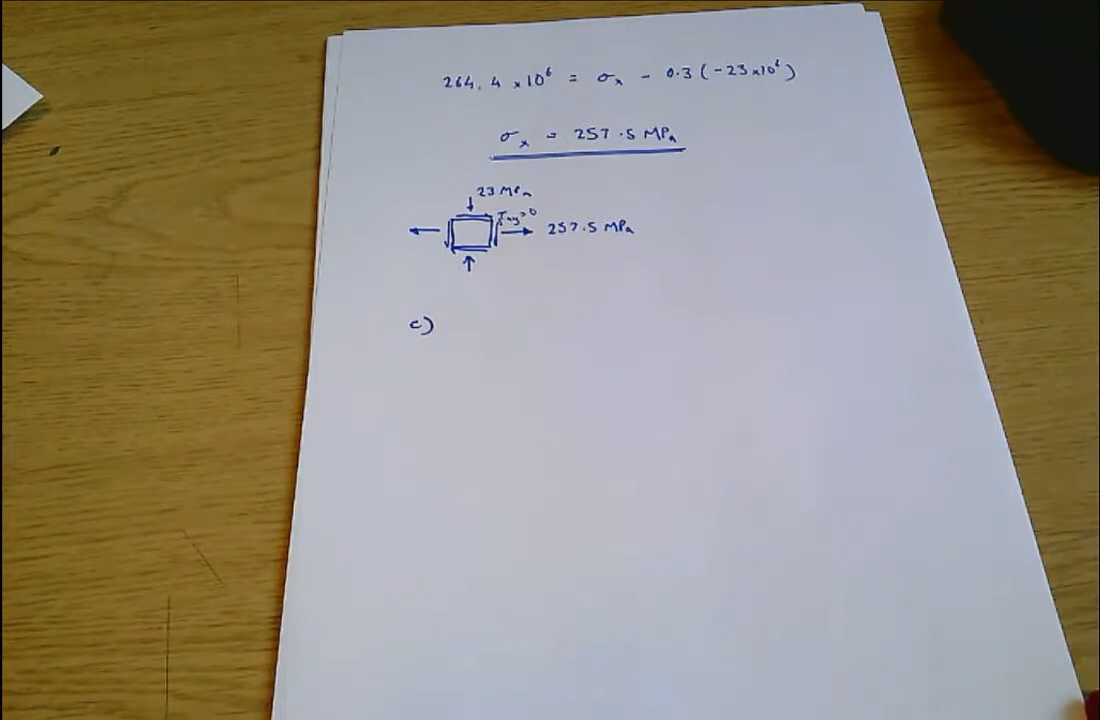 264.4 × 10⁶ = σₓ - 0.3 (-23 × 10⁶)
σₓ = 257.5 MPa
23 MPa
τxy=0
257.5 MPa
c)